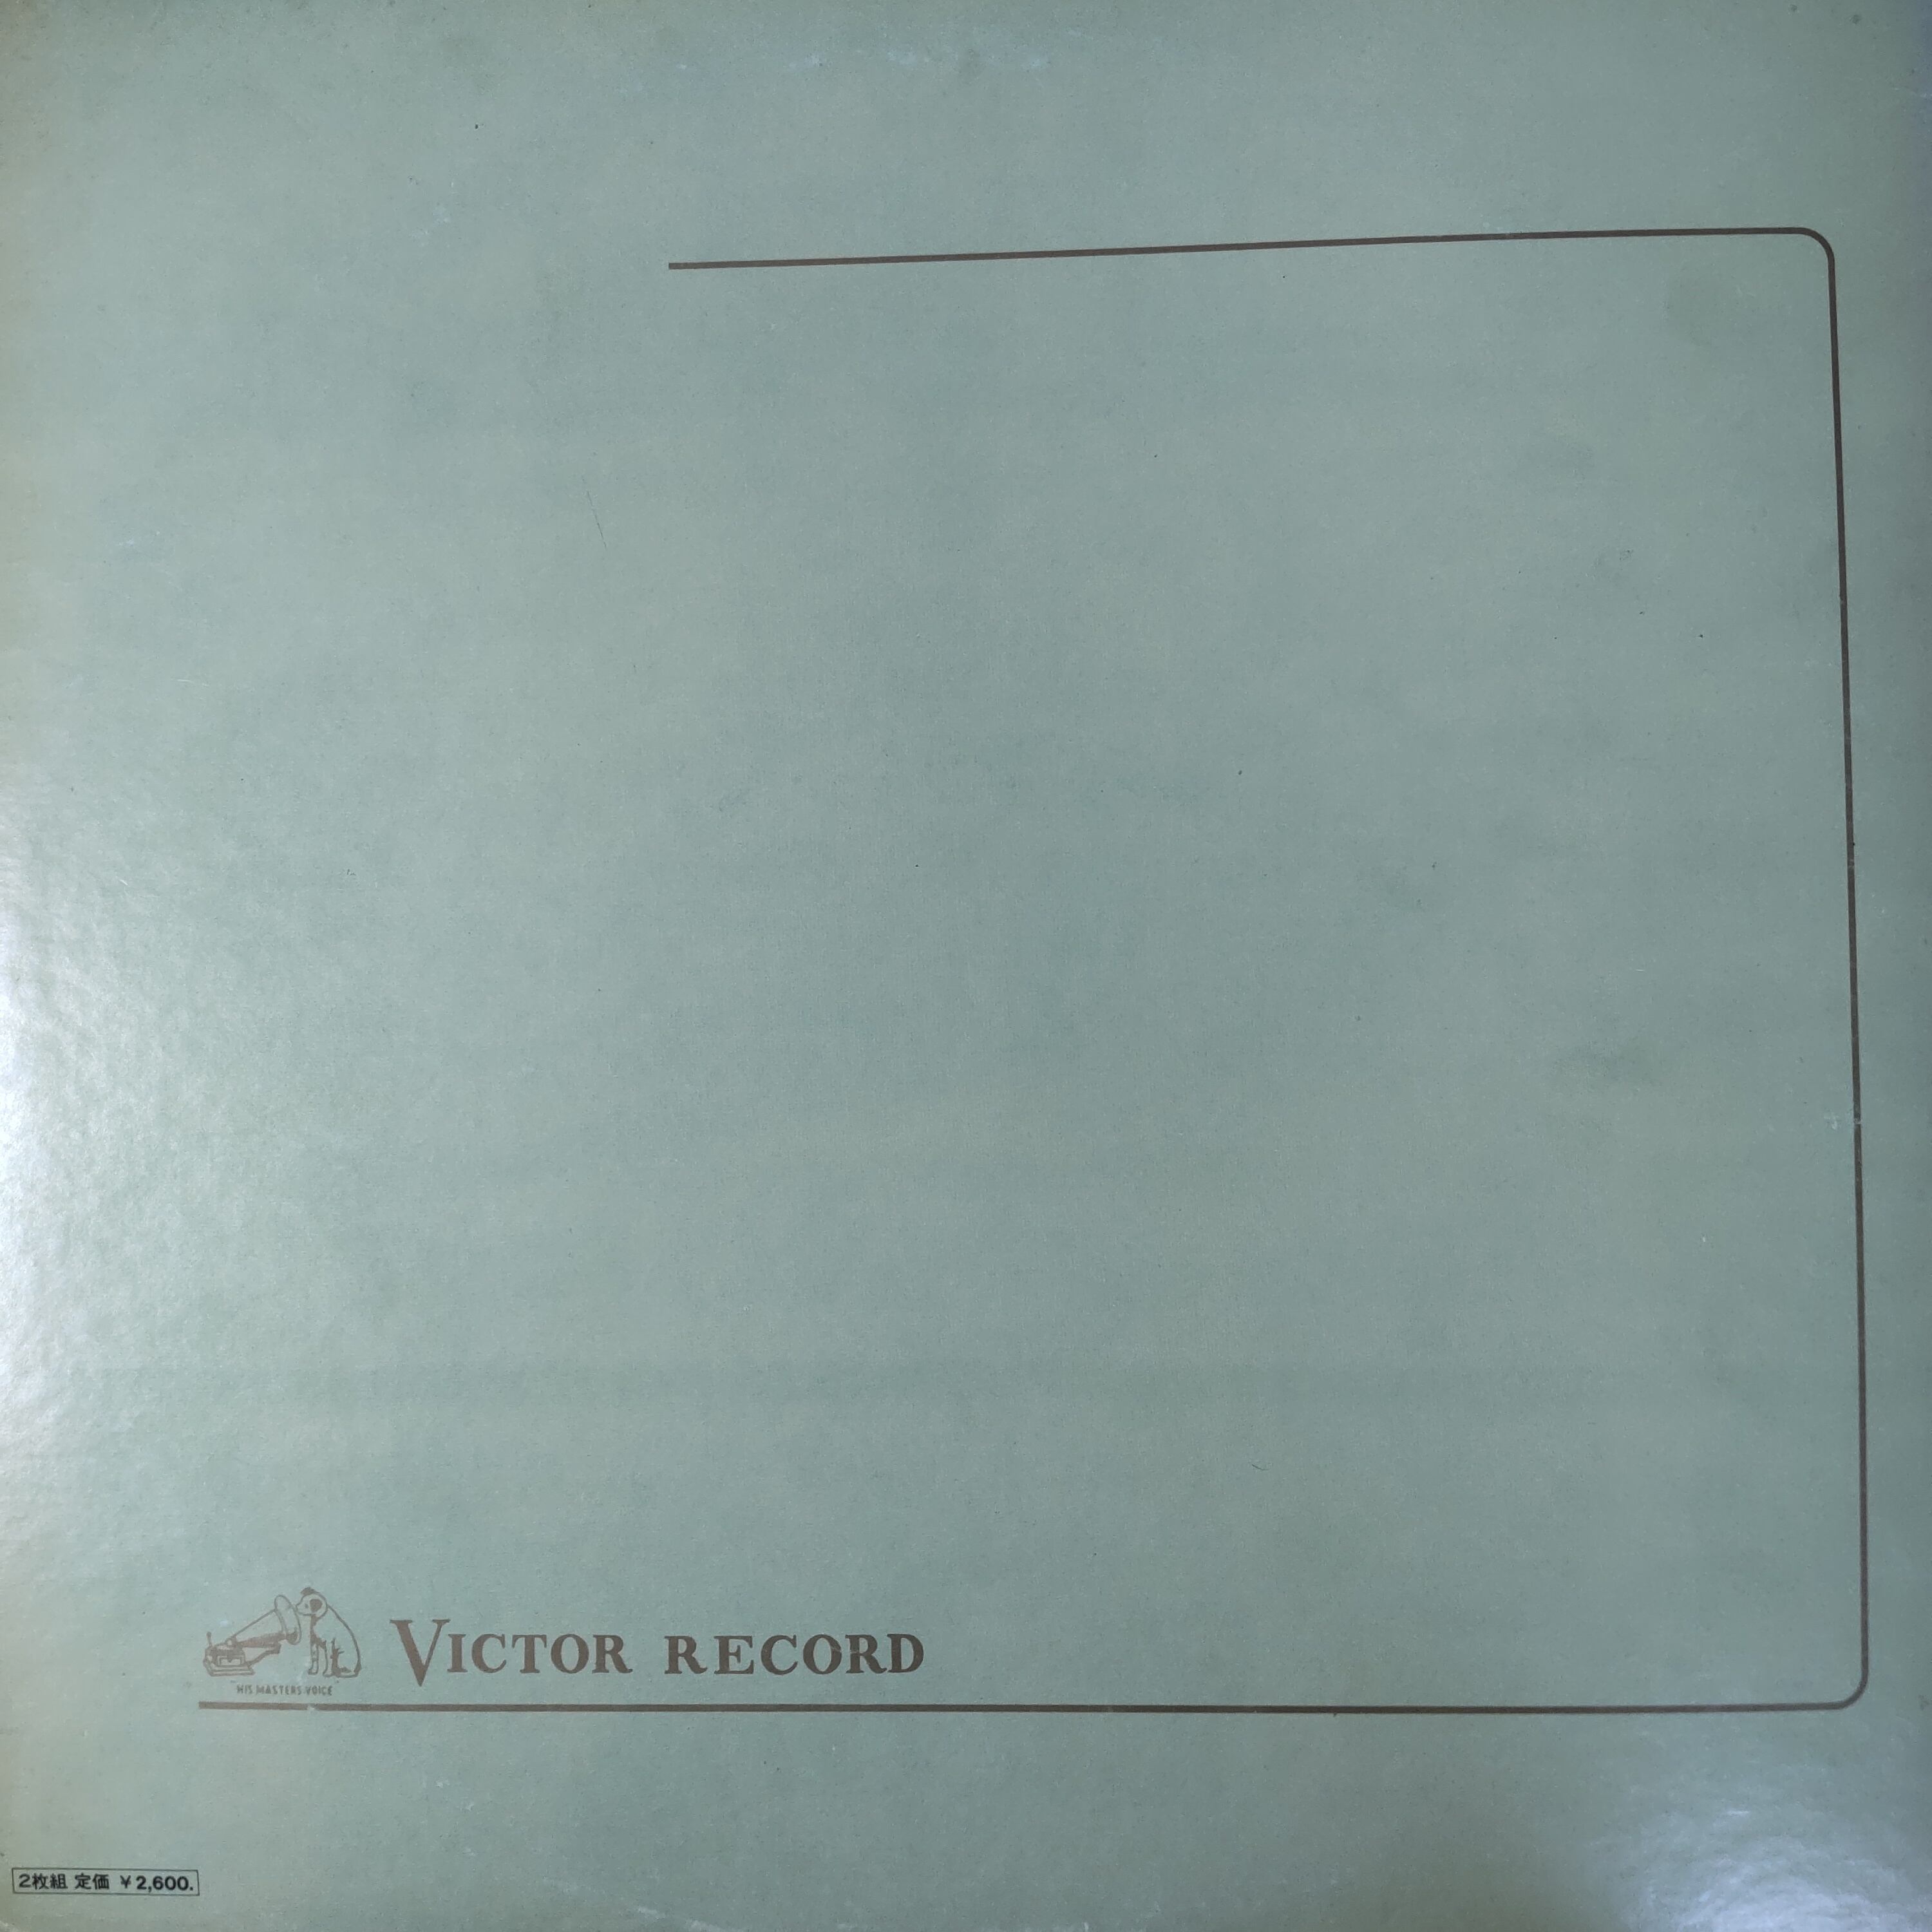 VICTOR RECORD
"HIS MASTERS VOICE"
2枚組 定価 ¥2,600.